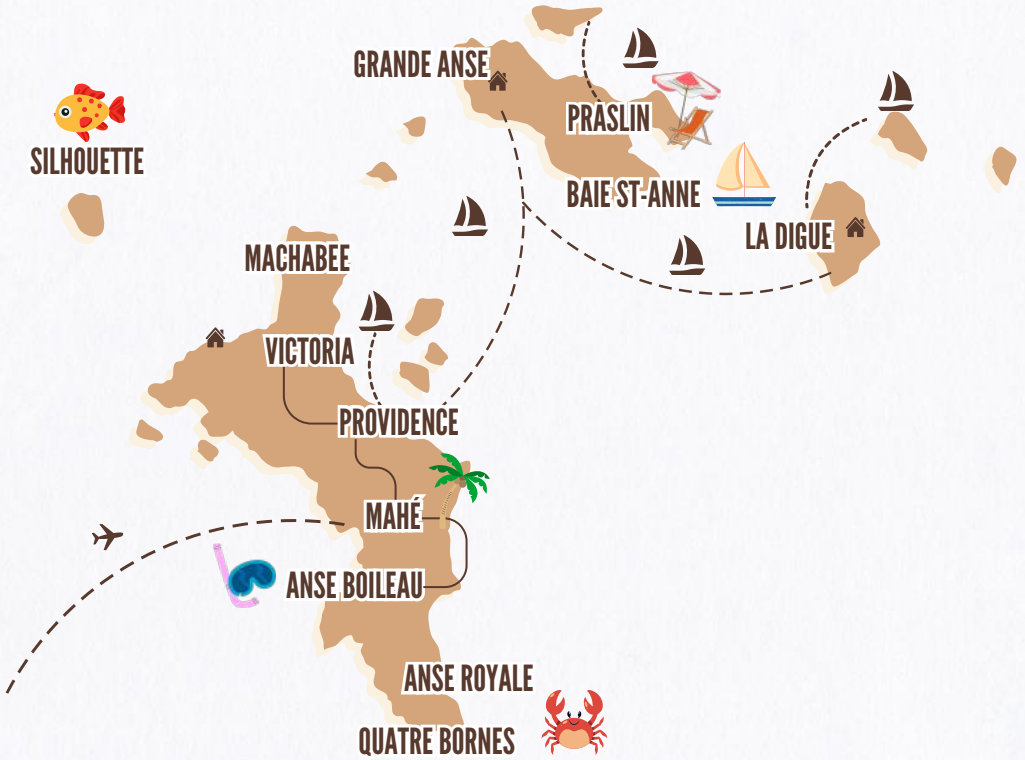 GRANDE ANSE
PRASLIN
SILHOUETTE
BAIE ST-ANNE
LA DIGUE
MACHABEE
VICTORIA
PROVIDENCE
MAHÉ
ANSE BOILEAU
ANSE ROYALE
QUATRE BORNES